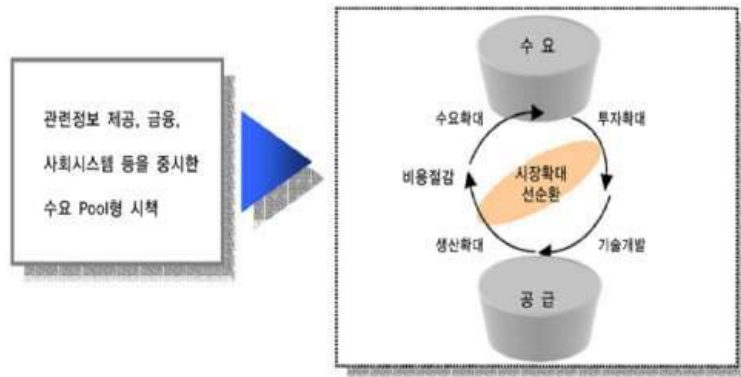 관련정보 제공, 금융,
사회시스템 등을 중시한
수요 Pool형 시책
수 요
수요확대
투자확대
비용절감
시장확대
선순환
생산확대
기술개발
공 급